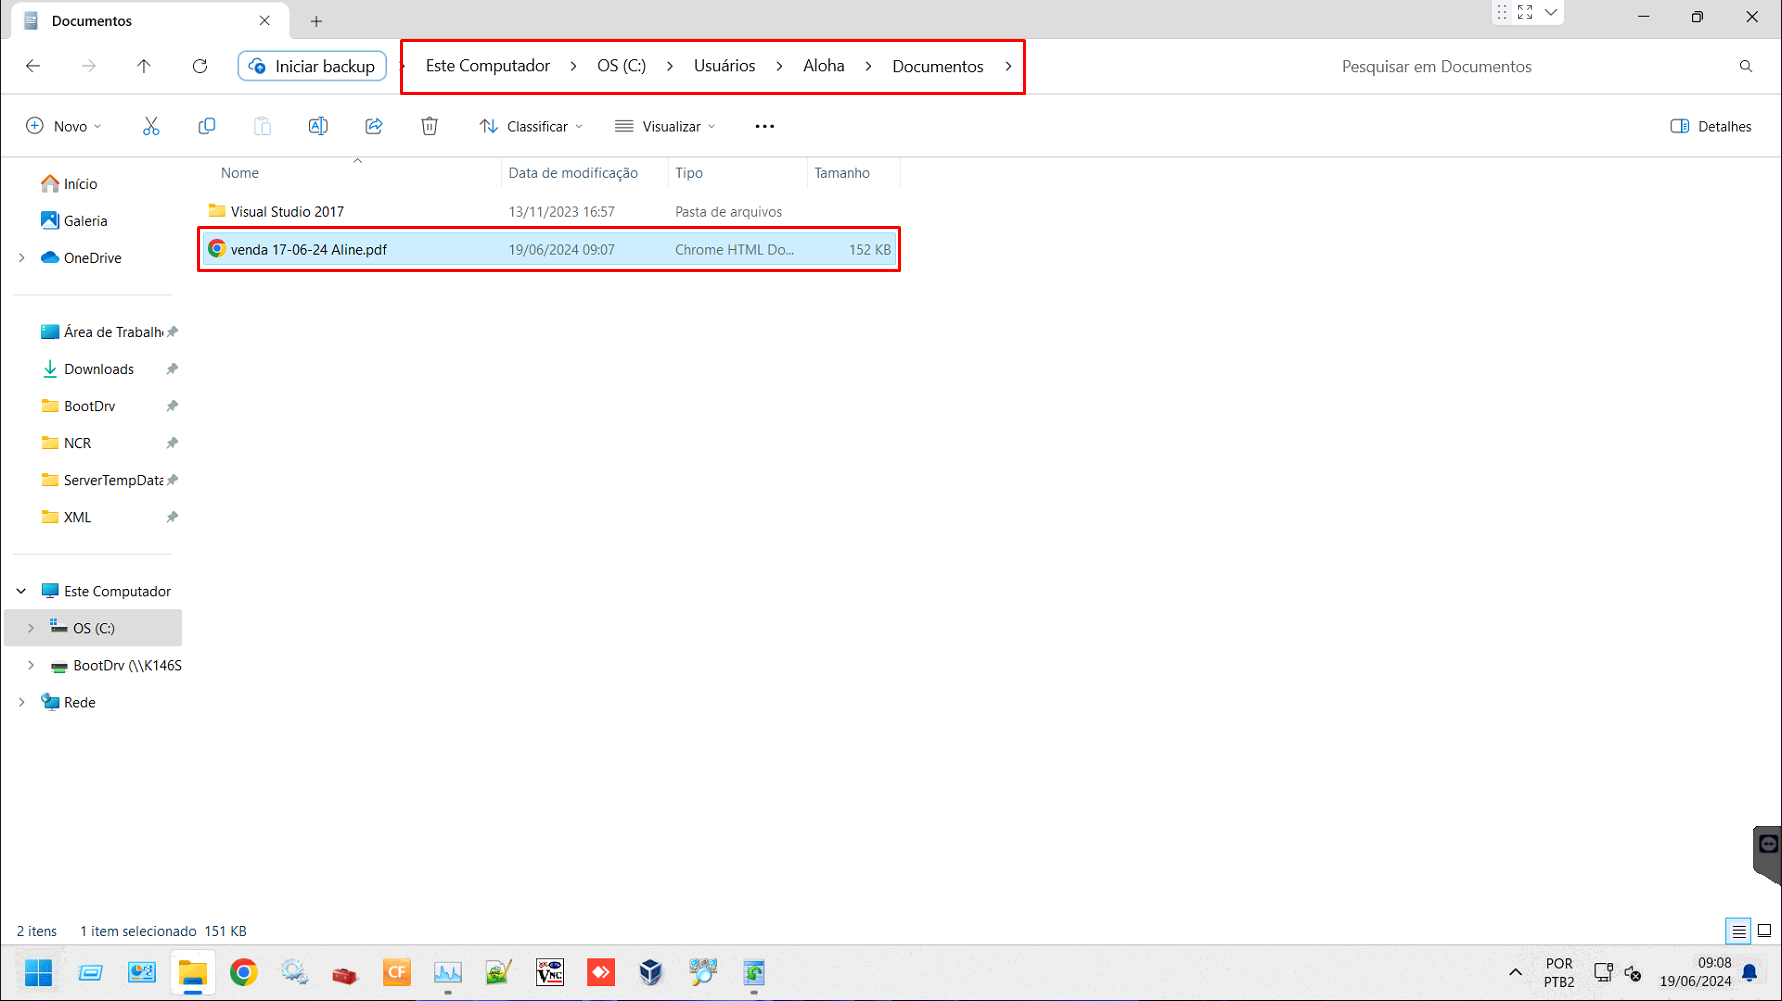 Documentos
Iniciar backup
Este Computador > OS (C:) > Usuários > Aloha > Documentos >
Pesquisar em Documentos
Novo
Classificar
Visualizar
Detalhes
Nome Data de modificação Tipo Tamanho
Visual Studio 2017 13/11/2023 16:57 Pasta de arquivos
venda 17-06-24 Aline.pdf 19/06/2024 09:07 Chrome HTML Do... 152 KB
Início
Galeria
OneDrive
Área de Trabalh
Downloads
BootDrv
NCR
ServerTempData
XML
Este Computador
OS (C:)
BootDrv (\\K146S
Rede
2 itens 1 item selecionado 151 KB
CF
VNC
POR
PTB2
09:08
19/06/2024